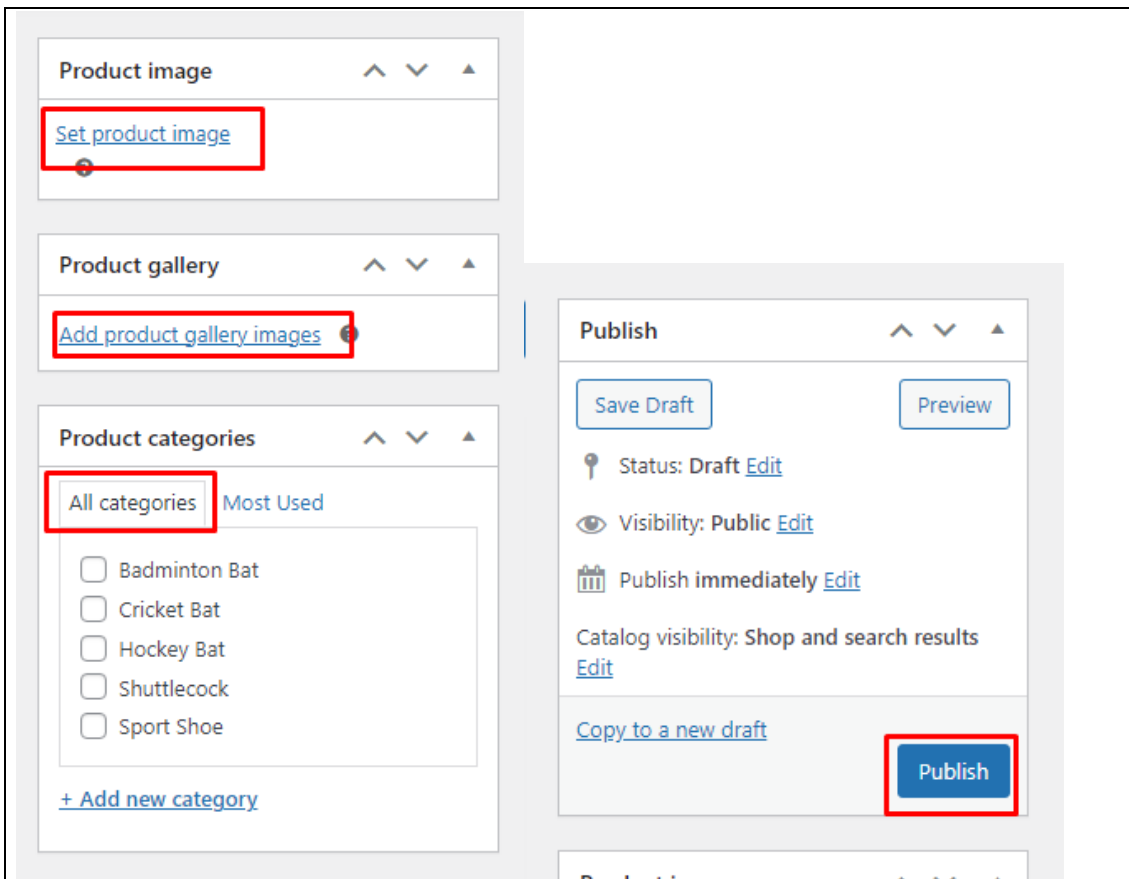 Product image
Set product image
Product gallery
Add product gallery images
Product categories
All categories Most Used
Badminton Bat
Cricket Bat
Hockey Bat
Shuttlecock
Sport Shoe
+ Add new category
Publish
Save Draft Preview
Status: Draft Edit
Visibility: Public Edit
Publish immediately Edit
Catalog visibility: Shop and search results
Edit
Copy to a new draft
Publish